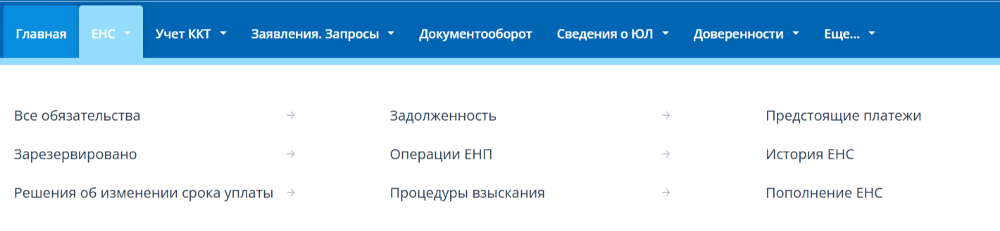 Главная ЕНС Учет ККТ Заявления. Запросы Документооборот Сведения о ЮЛ Доверенности Еще...
Все обязательства Задолженность Предстоящие платежи
Зарезервировано Операции ЕНП История ЕНС
Решения об изменении срока уплаты Процедуры взыскания Пополнение ЕНС